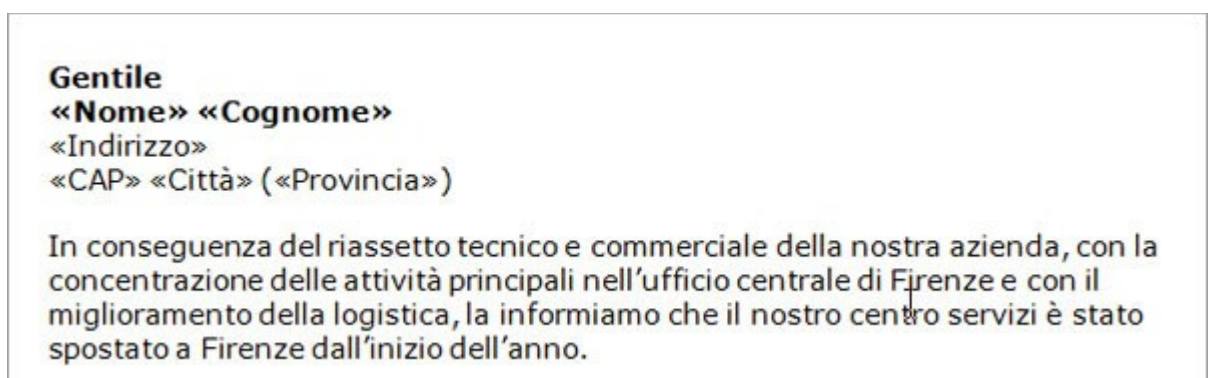 Gentile
«Nome» «Cognome»
«Indirizzo»
«CAP» «Città» («Provincia»)
In conseguenza del riassetto tecnico e commerciale della nostra azienda, con la
concentrazione delle attività principali nell’ufficio centrale di Firenze e con il
miglioramento della logistica, la informiamo che il nostro centro servizi è stato
spostato a Firenze dall’inizio dell’anno.